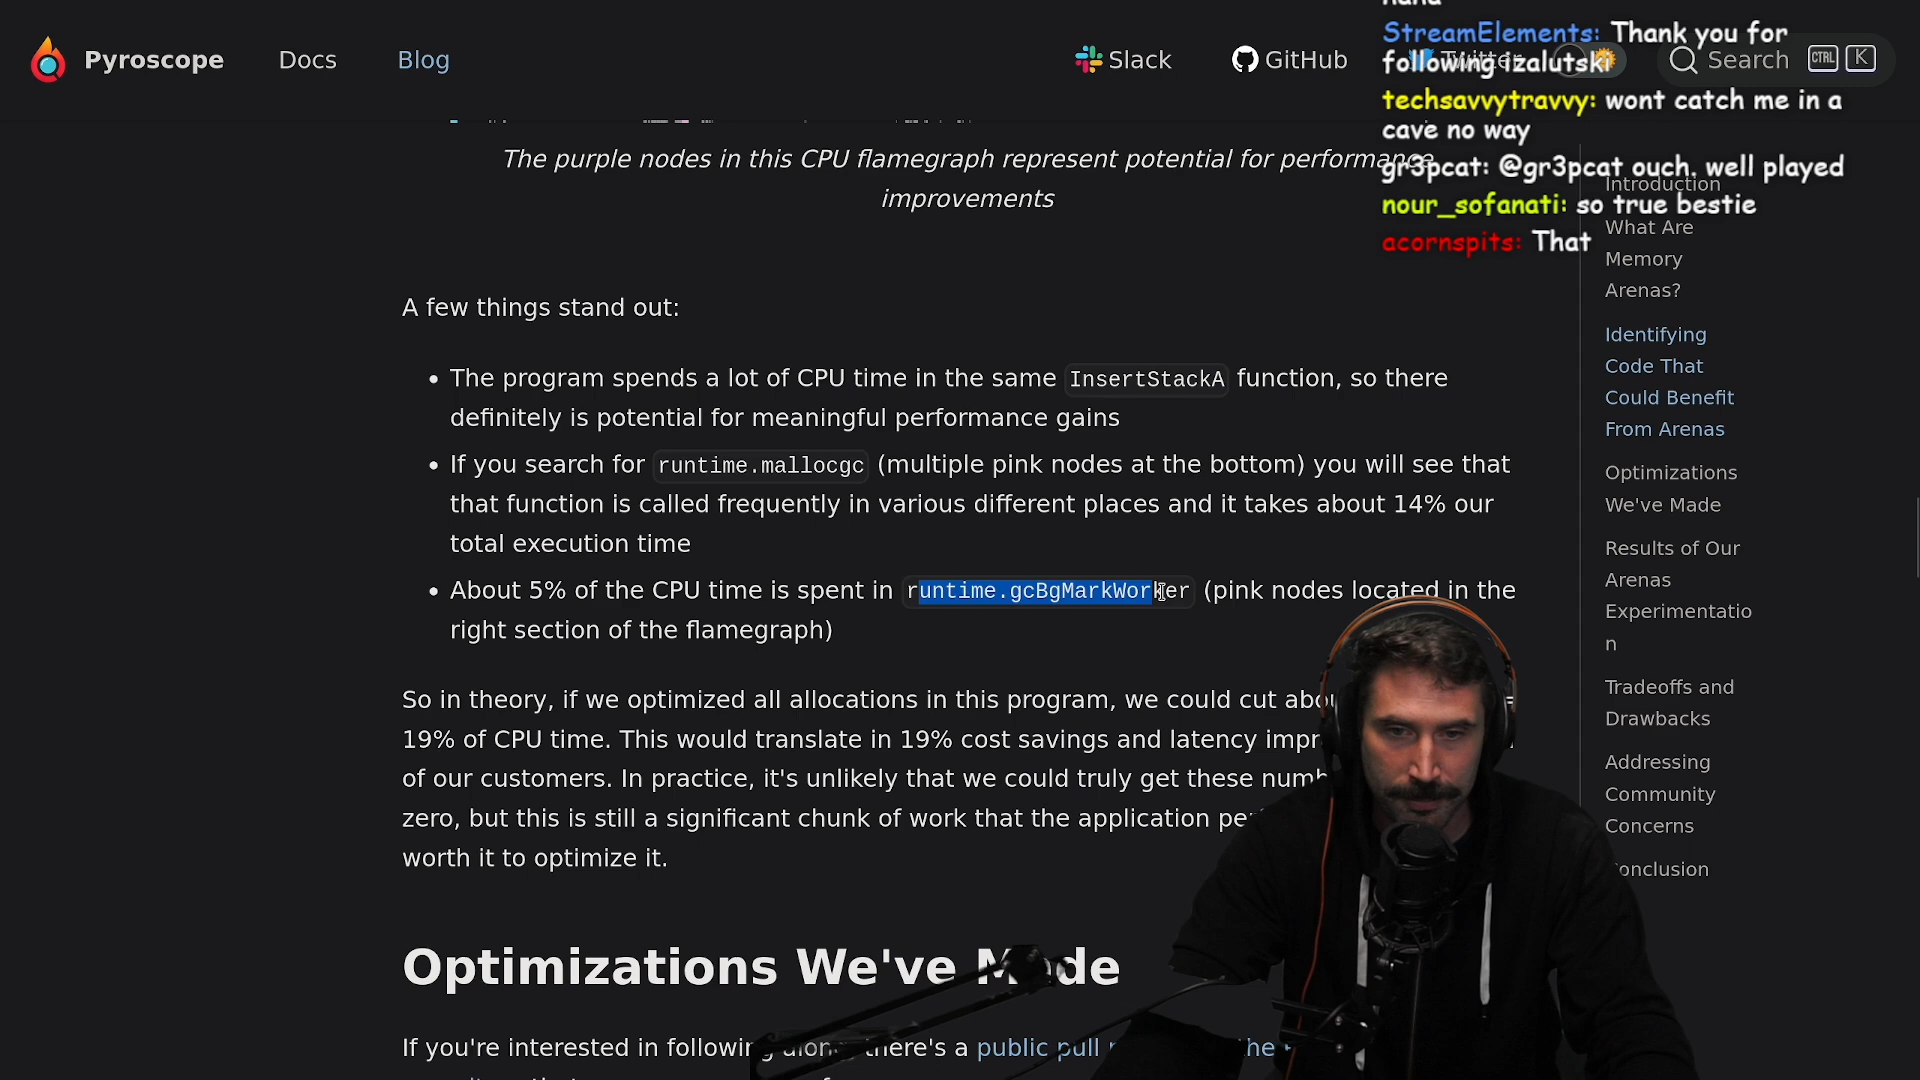 Pyroscope Docs Blog Slack GitHub Search CTRL K
StreamElements: Thank you for
following izalutski
techsavvytravvy: wont catch me in a
cave no way
gr3pcat: @gr3pcat ouch. well played
nour_sofanati: so true bestie
acornspits: That
The purple nodes in this CPU flamegraph represent potential for performance
improvements
A few things stand out:
• The program spends a lot of CPU time in the same InsertStackA function, so there
definitely is potential for meaningful performance gains
• If you search for runtime.mallocgc (multiple pink nodes at the bottom) you will see that
that function is called frequently in various different places and it takes about 14% our
total execution time
• About 5% of the CPU time is spent in runtime.gcBgMarkWorker (pink nodes located in the
right section of the flamegraph)
So in theory, if we optimized all allocations in this program, we could cut
19% of CPU time. This would translate in 19% cost savings and latency
of our customers. In practice, it's unlikely that we could truly get these
zero, but this is still a significant chunk of work that the application
worth it to optimize it.
Optimizations We've Made
If you're interested in following along, there's a public pull
Introduction
What Are
Memory
Arenas?
Identifying
Code That
Could Benefit
From Arenas
Optimizations
We've Made
Results of Our
Arenas
Experimentatio
n
Tradeoffs and
Drawbacks
Addressing
Community
Concerns
Conclusion